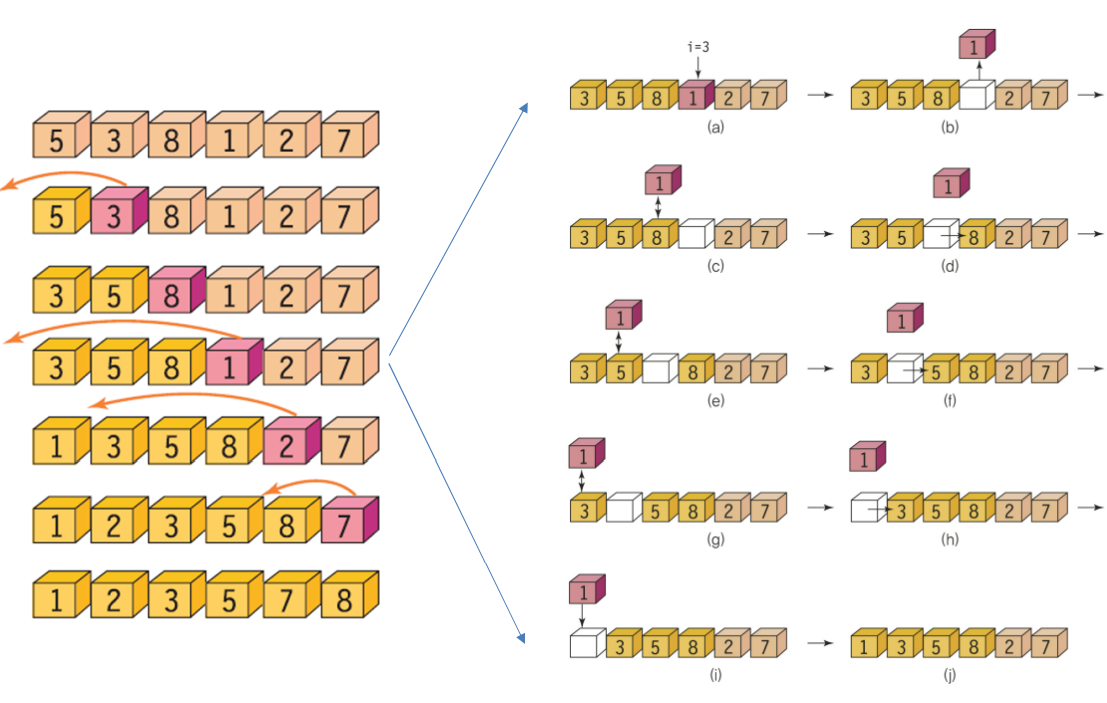 5 3 8 1 2 7
5 3 8 1 2 7
3 5 8 1 2 7
3 5 8 1 2 7
1 3 5 8 2 7
1 2 3 5 8 7
1 2 3 5 7 8
i=3
3 5 8 1 2 7
(a)
1
3 5 8 2 7
(b)
1
3 5 8 2 7
(c)
1
3 5 8 2 7
(d)
1
3 5 8 2 7
(e)
1
3 5 8 2 7
(f)
1
3 5 8 2 7
(g)
1
3 5 8 2 7
(h)
1
3 5 8 2 7
(i)
1 3 5 8 2 7
(j)